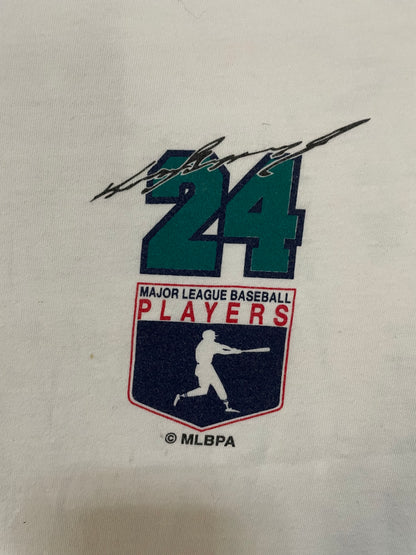 24
MAJOR LEAGUE BASEBALL
PLAYERS
© MLBPA